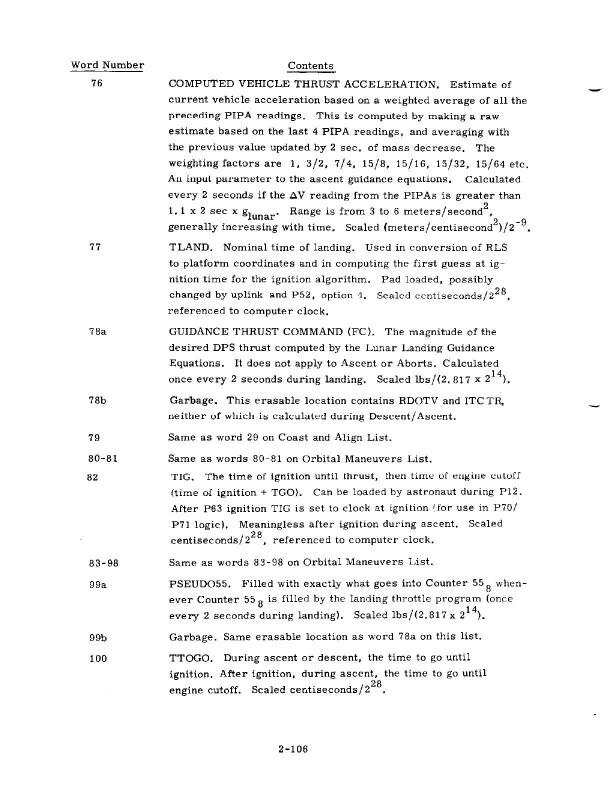 Word Number Contents
76 COMPUTED VEHICLE THRUST ACCELERATION. Estimate of
current vehicle acceleration based on a weighted average of all the
preceding PIPA readings. This is computed by making a raw
estimate based on the last 4 PIPA readings, and averaging with
the previous value updated by 2 sec. of mass decrease. The
weighting factors are 1, 3/2, 7/4, 15/8, 15/16, 15/32, 15/64 etc.
An input parameter to the ascent guidance equations. Calculated
every 2 seconds if the ΔV reading from the PIPAs is greater than
1.1 x 2 sec x g_lunar. Range is from 3 to 6 meters/second^2,
generally increasing with time. Scaled (meters/centisecond^2)/2^-9.
77 TLAND. Nominal time of landing. Used in conversion of RLS
to platform coordinates and in computing the first guess at ig-
nition time for the ignition algorithm. Pad loaded, possibly
changed by uplink and P52, option 4. Scaled centiseconds/2^28,
referenced to computer clock.
78a GUIDANCE THRUST COMMAND (FC). The magnitude of the
desired DPS thrust computed by the Lunar Landing Guidance
Equations. It does not apply to Ascent or Aborts. Calculated
once every 2 seconds during landing. Scaled lbs/(2.817 x 2^14).
78b Garbage. This erasable location contains RDOTV and ITCTR,
neither of which is calculated during Descent/Ascent.
79 Same as word 29 on Coast and Align List.
80-81 Same as words 80-81 on Orbital Maneuvers List.
82 TIG. The time of ignition until thrust, then time of engine cutoff
(time of ignition + TGO). Can be loaded by astronaut during P12.
After P63 ignition TIG is set to clock at ignition (for use in P70/
P71 logic). Meaningless after ignition during ascent. Scaled
centiseconds/2^28, referenced to computer clock.
83-98 Same as words 83-98 on Orbital Maneuvers List.
99a PSEUDO55. Filled with exactly what goes into Counter 55_8 when-
ever Counter 55_8 is filled by the landing throttle program (once
every 2 seconds during landing). Scaled lbs/(2.817 x 2^14).
99b Garbage. Same erasable location as word 78a on this list.
100 TTOGO. During ascent or descent, the time to go until
ignition. After ignition, during ascent, the time to go until
engine cutoff. Scaled centiseconds/2^28.
2-106